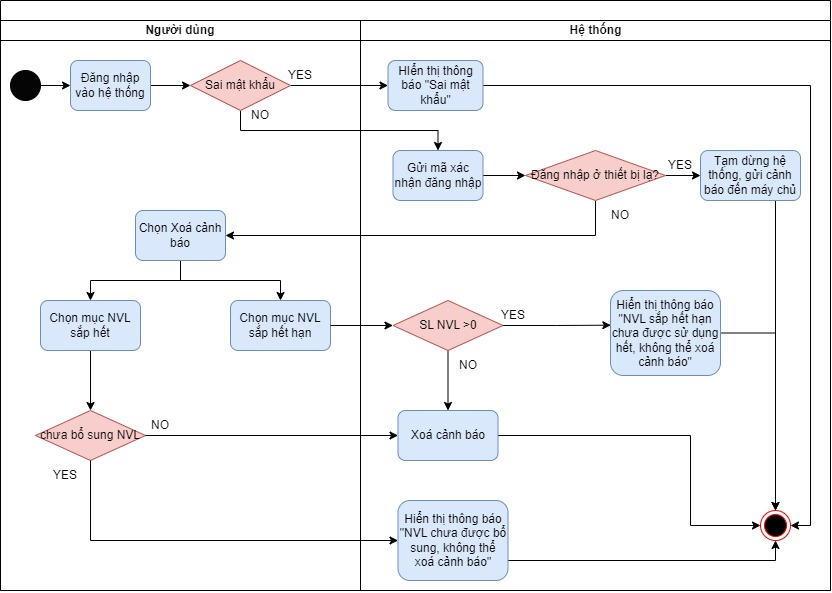 Người dùng
Hệ thống
Đăng nhập
vào hệ thống
Sai mật khẩu
YES
HIển thị thông
báo "Sai mật
khẩu"
NO
Gửi mã xác
nhận đăng nhập
Đăng nhập ở thiết bị lạ?
YES
Tạm dừng hệ
thống, gửi cảnh
báo đến máy chủ
NO
Chọn Xoá cảnh
báo
Chọn mục NVL
sắp hết
Chọn mục NVL
sắp hết hạn
SL NVL >0
YES
Hiển thị thông báo
"NVL sắp hết hạn
chưa được sử dụng
hết, không thể xoá
cảnh báo"
NO
chưa bổ sung NVL
NO
Xoá cảnh báo
YES
Hiển thị thông báo
"NVL chưa được bổ
sung, không thể
xoá cảnh báo"